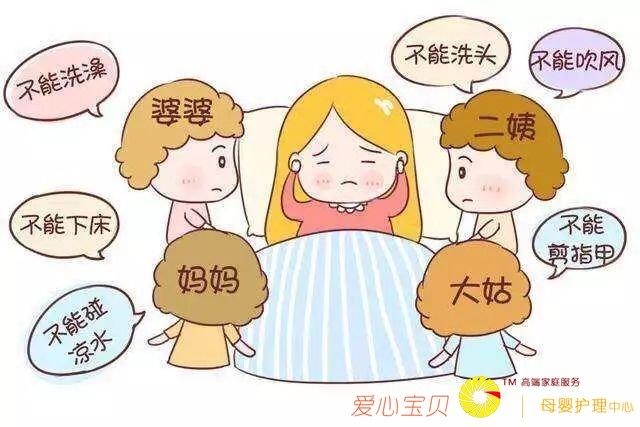 不能洗澡
不能洗头
不能吹风
婆婆
二姨
不能下床
不能
剪指甲
妈妈
大姑
不能碰
凉水
爱心宝贝
TM 高端家庭服务
母婴护理中心